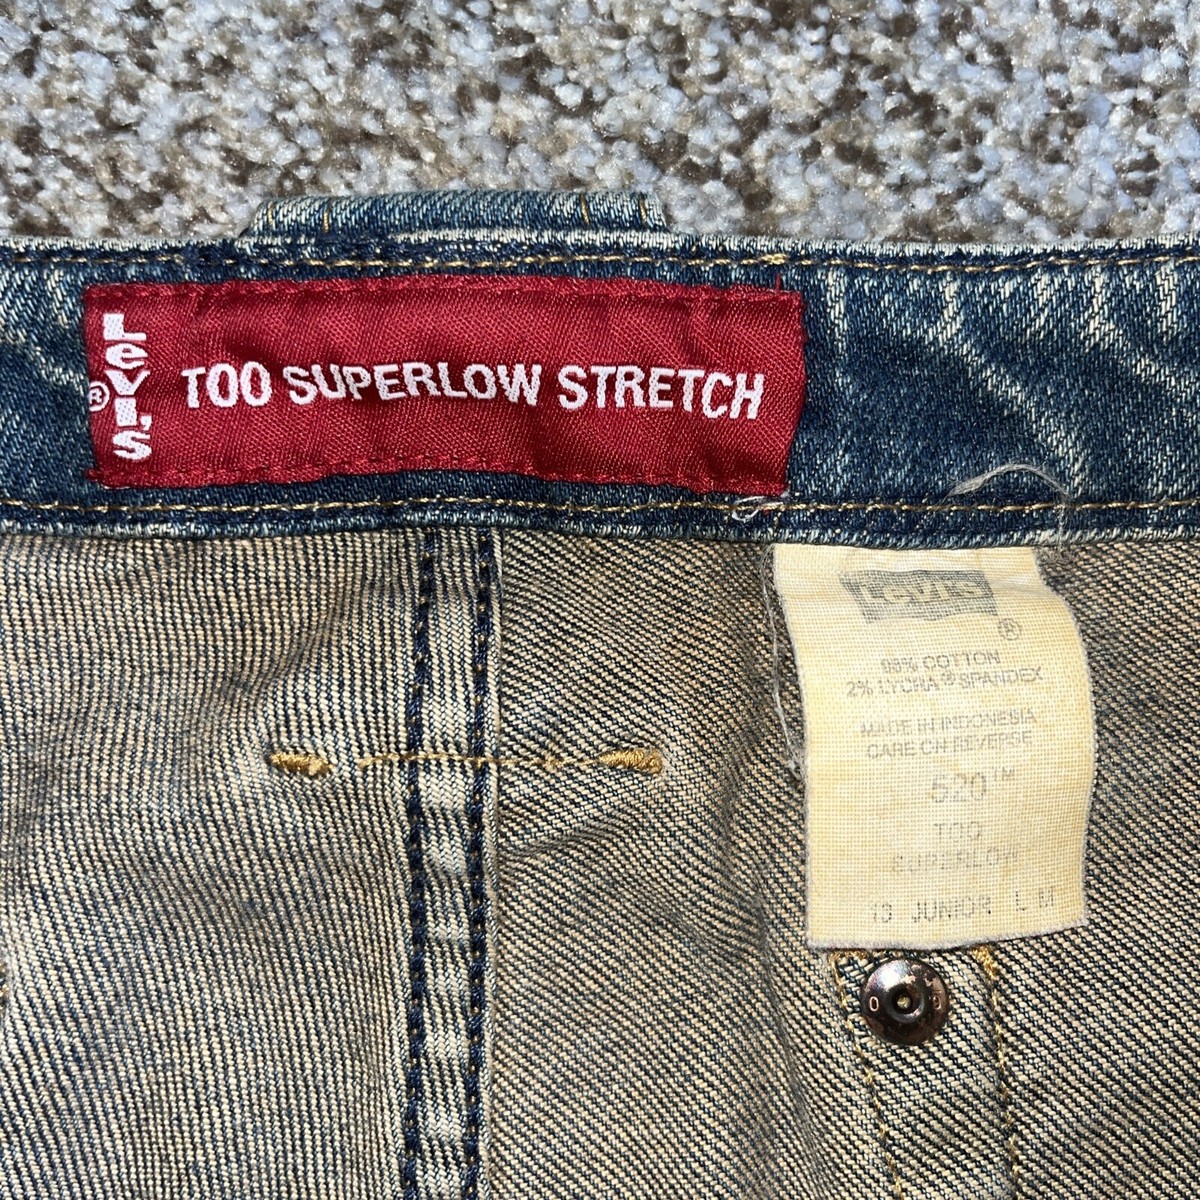 Levi's
®
TOO SUPERLOW STRETCH
Levi's
®
98% COTTON
2% LYCRA® SPANDEX
MADE IN INDONESIA
CARE ON REVERSE
520™
TOO
SUPERLOW
13 JUNIOR L M